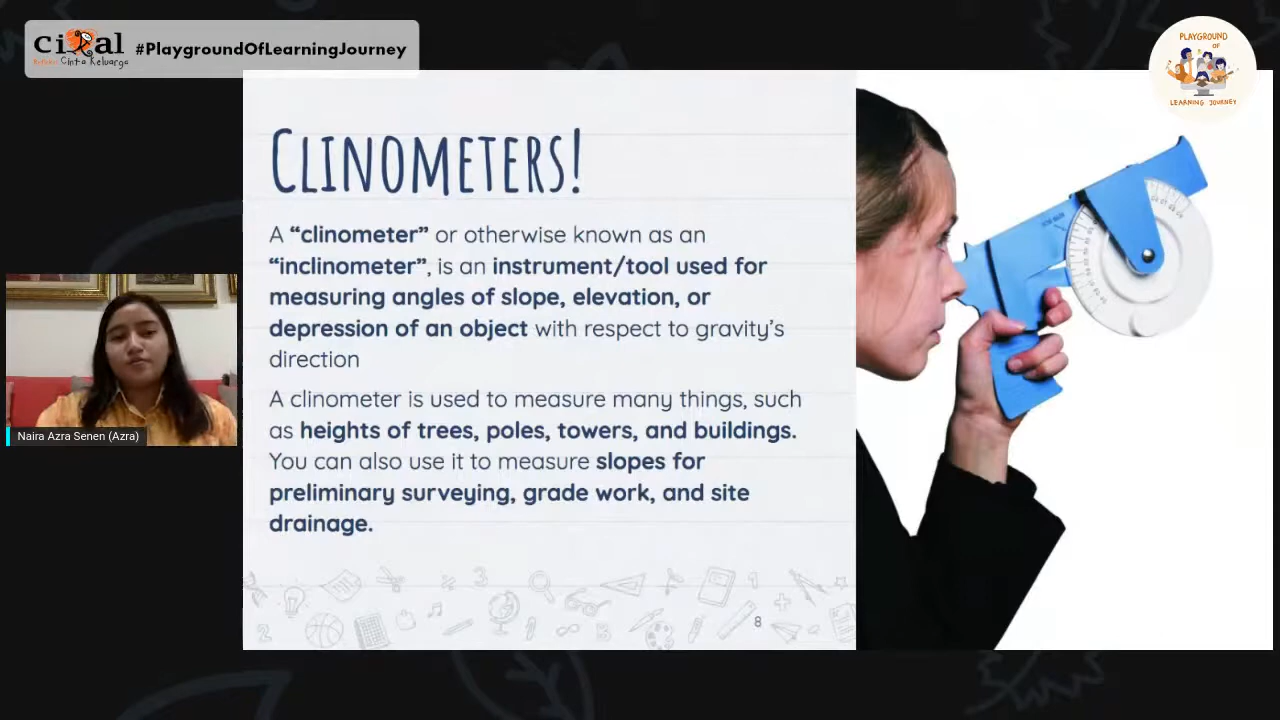 cikal #PlaygroundOfLearningJourney
Rumah Cinta Keluarga
PLAYGROUND
OF
LEARNING JOURNEY
CLINOMETERS!
A “clinometer” or otherwise known as an
“inclinometer”, is an instrument/tool used for
measuring angles of slope, elevation, or
depression of an object with respect to gravity’s
direction
A clinometer is used to measure many things, such
as heights of trees, poles, towers, and buildings.
You can also use it to measure slopes for
preliminary surveying, grade work, and site
drainage.
8
Naira Azra Senen (Azra)